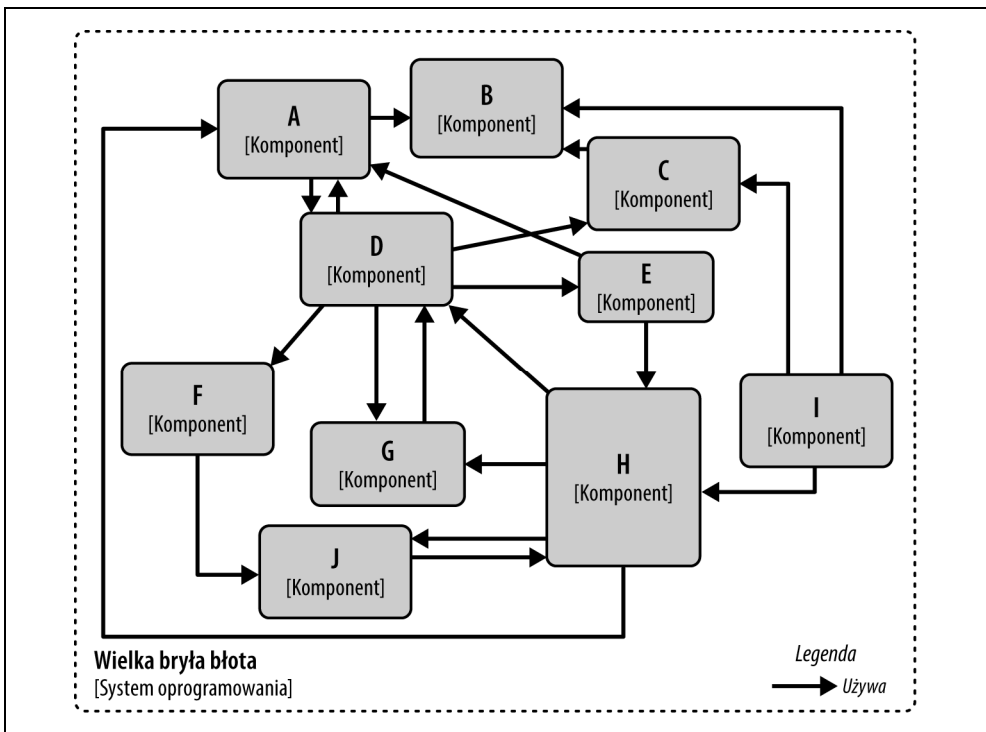 A
[Komponent]
B
[Komponent]
C
[Komponent]
D
[Komponent]
E
[Komponent]
F
[Komponent]
G
[Komponent]
H
[Komponent]
I
[Komponent]
J
[Komponent]
Wielka bryła błota
[System oprogramowania]
Legenda
Używa